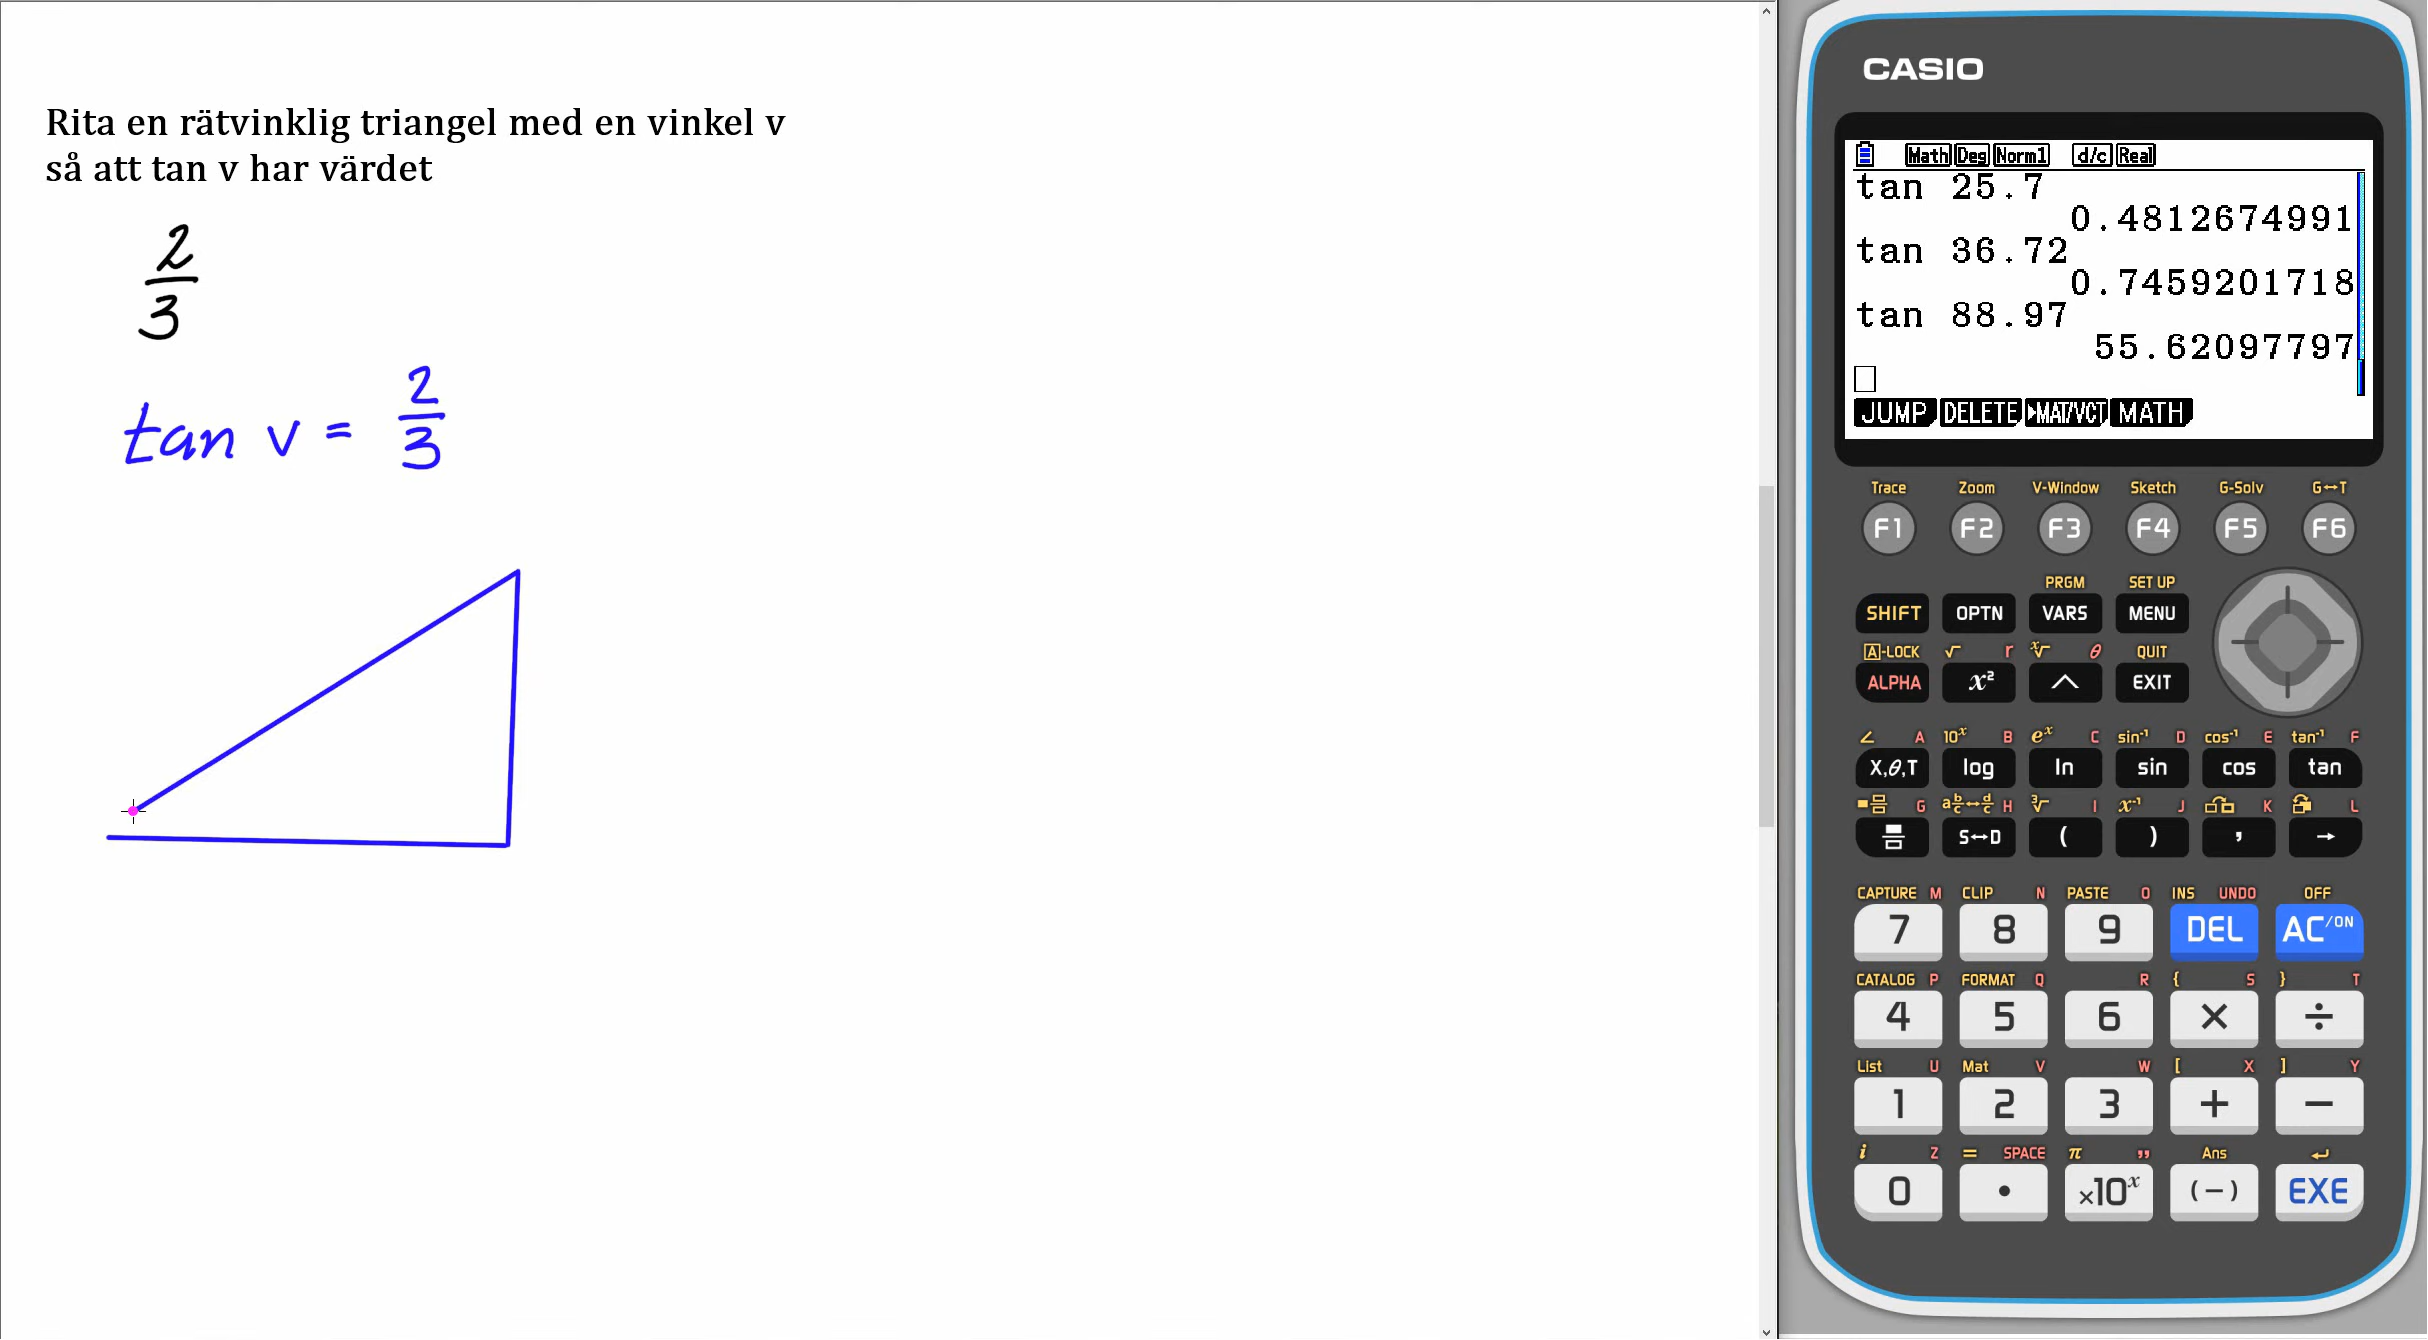 Rita en rätvinklig triangel med en vinkel v
så att tan v har värdet
2
3
tan v = 2/3
CASIO
Math Deg Norm1 d/c Real
tan 25.7
0.4812674991
tan 36.72
0.7459201718
tan 88.97
55.62097797
JUMP DELETE ▶MAT/VCT MATH
Trace Zoom V-Window Sketch G-Solv G↔T
F1 F2 F3 F4 F5 F6
PRGM SET UP
SHIFT OPTN VARS MENU
A-LOCK √ r ˣ√ θ QUIT
ALPHA x² ^ EXIT
∠ A 10ˣ B eˣ C sin⁻¹ D cos⁻¹ E tan⁻¹ F
X,θ,T log ln sin cos tan
G a b/c↔d/c H ³√ I x⁻¹ J K L
S↔D ( ) , →
CAPTURE M CLIP N PASTE O INS UNDO OFF
7 8 9 DEL AC/ON
CATALOG P FORMAT Q R { S } T
4 5 6 × ÷
List U Mat V W [ X ] Y
1 2 3 + −
i Z = SPACE π ,, Ans ↵
0 • ×10ˣ (−) EXE